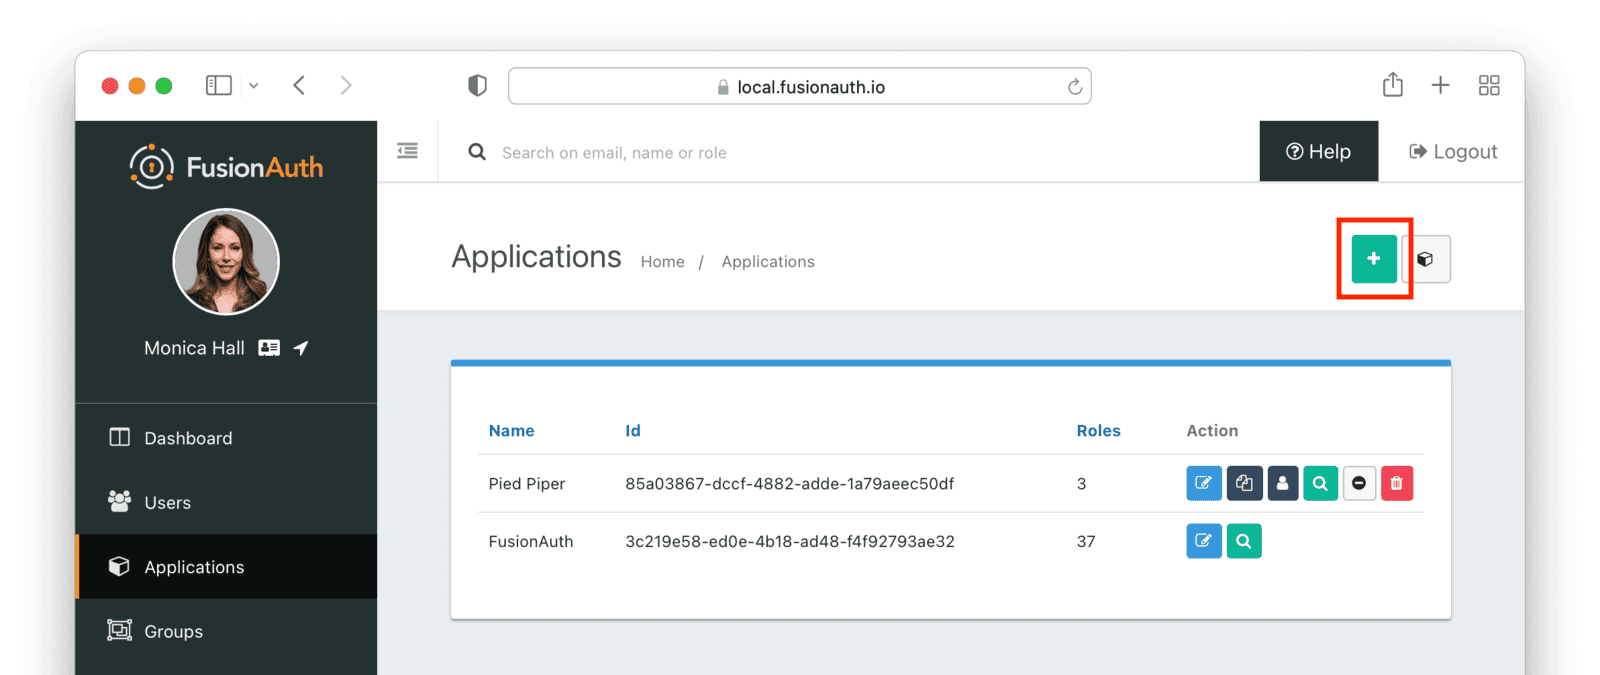 local.fusionauth.io
FusionAuth
Search on email, name or role
Help
Logout
Applications
Home / Applications
Monica Hall
Dashboard
Users
Applications
Groups
Name Id Roles Action
Pied Piper 85a03867-dccf-4882-adde-1a79aeec50df 3
FusionAuth 3c219e58-ed0e-4b18-ad48-f4f92793ae32 37